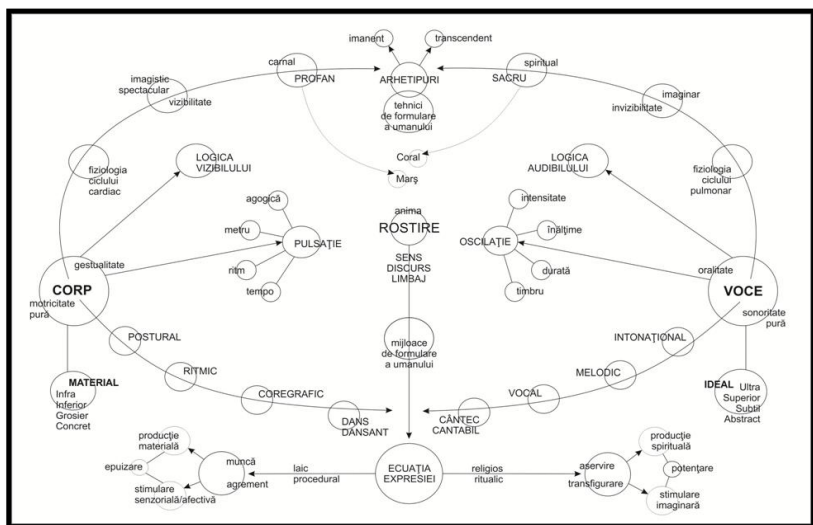 imanent
transcendent
carnal
PROFAN
ARHETIPURI
spiritual
SACRU
imagistic
spectacular
vizibilitate
tehnici
de formulare
a umanului
imaginar
invizibilitate
Coral
Marş
fiziologia
ciclului
cardiac
LOGICA
VIZIBILULUI
LOGICA
AUDIBILULUI
fiziologia
ciclului
pulmonar
agogică
metru
ritm
tempo
PULSAŢIE
anima
ROSTIRE
SENS
DISCURS
LIMBAJ
intensitate
înălţime
OSCILAŢIE
durată
timbru
gestualitate
CORP
motricitate
pură
oralitate
VOCE
sonoritate
pură
POSTURAL
RITMIC
COREGRAFIC
DANS
DANSANT
mijloace
de formulare
a umanului
INTONAŢIONAL
MELODIC
VOCAL
CÂNTEC
CANTABIL
MATERIAL
Infra
Inferior
Grosier
Concret
IDEAL
Ultra
Superior
Subtil
Abstract
producţie
materială
epuizare
stimulare
senzorială/afectivă
muncă
agrement
laic
procedural
ECUAŢIA
EXPRESIEI
religios
ritualic
aservire
transfigurare
producţie
spirituală
potenţare
stimulare
imaginară